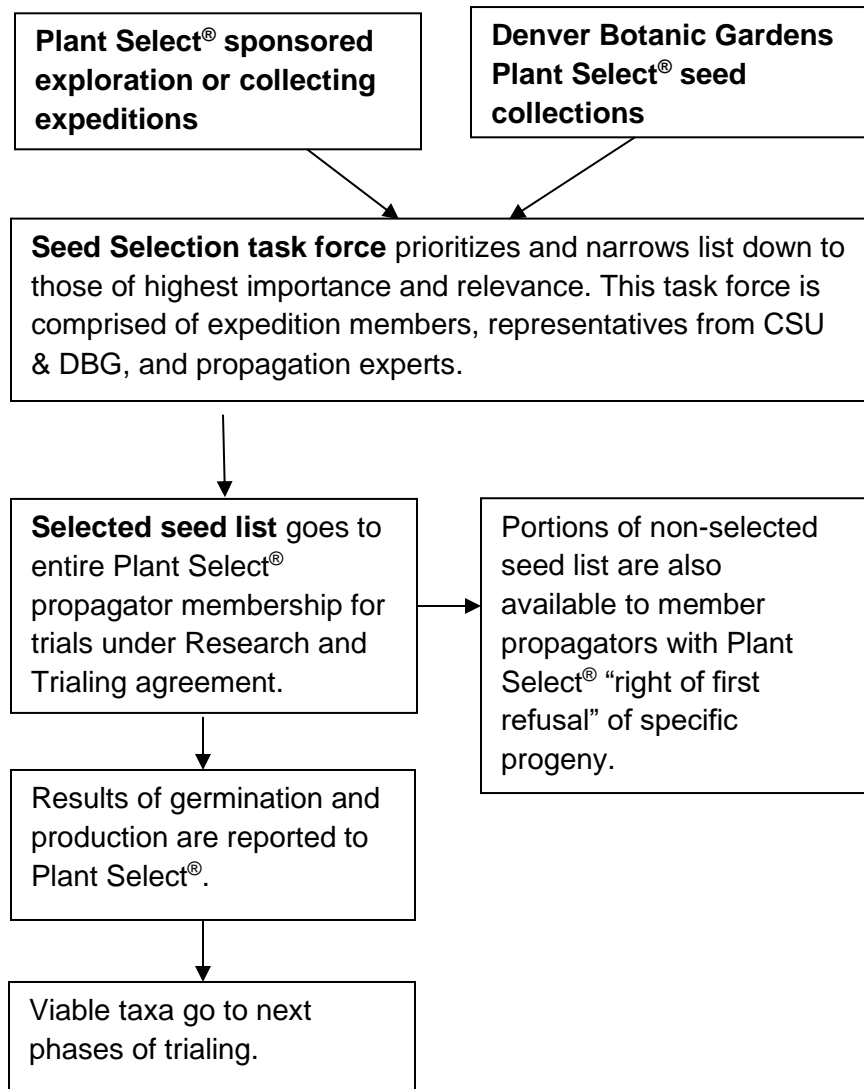 Plant Select® sponsored
exploration or collecting
expeditions
Denver Botanic Gardens
Plant Select® seed
collections
Seed Selection task force prioritizes and narrows list down to
those of highest importance and relevance. This task force is
comprised of expedition members, representatives from CSU
& DBG, and propagation experts.
Selected seed list goes to
entire Plant Select®
propagator membership for
trials under Research and
Trialing agreement.
Portions of non-selected
seed list are also
available to member
propagators with Plant
Select® “right of first
refusal” of specific
progeny.
Results of germination and
production are reported to
Plant Select®.
Viable taxa go to next
phases of trialing.